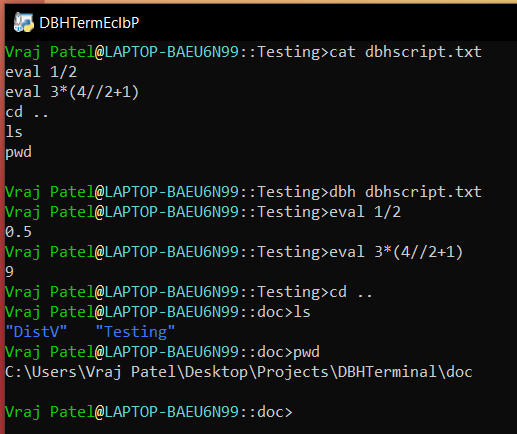 DBHTermEcIbP
Vraj Patel@LAPTOP-BAEU6N99::Testing>cat dbhscript.txt
eval 1/2
eval 3*(4//2+1)
cd ..
ls
pwd
Vraj Patel@LAPTOP-BAEU6N99::Testing>dbh dbhscript.txt
Vraj Patel@LAPTOP-BAEU6N99::Testing>eval 1/2
0.5
Vraj Patel@LAPTOP-BAEU6N99::Testing>eval 3*(4//2+1)
9
Vraj Patel@LAPTOP-BAEU6N99::Testing>cd ..
Vraj Patel@LAPTOP-BAEU6N99::doc>ls
"DistV"   "Testing"
Vraj Patel@LAPTOP-BAEU6N99::doc>pwd
C:\Users\Vraj Patel\Desktop\Projects\DBHTerminal\doc
Vraj Patel@LAPTOP-BAEU6N99::doc>